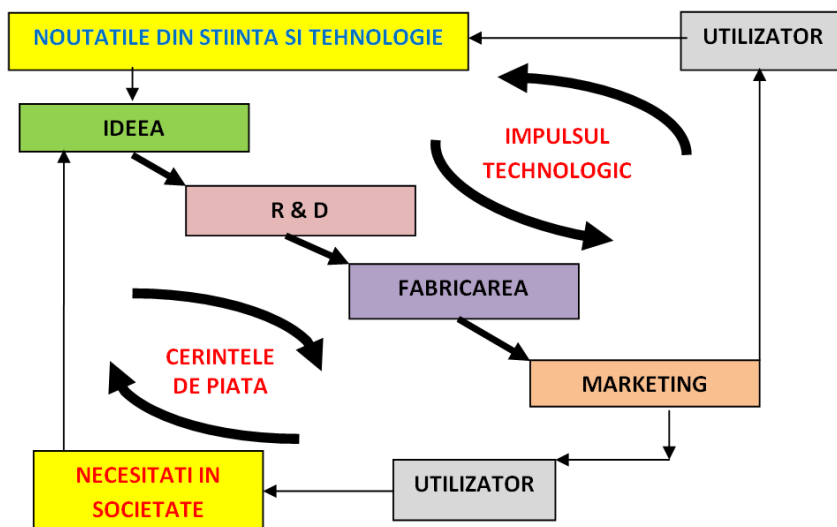 NOUTATILE DIN STIINTA SI TEHNOLOGIE
UTILIZATOR
IDEEA
IMPULSUL
TECHNOLOGIC
R & D
FABRICAREA
CERINTELE
DE PIATA
MARKETING
NECESITATI IN
SOCIETATE
UTILIZATOR